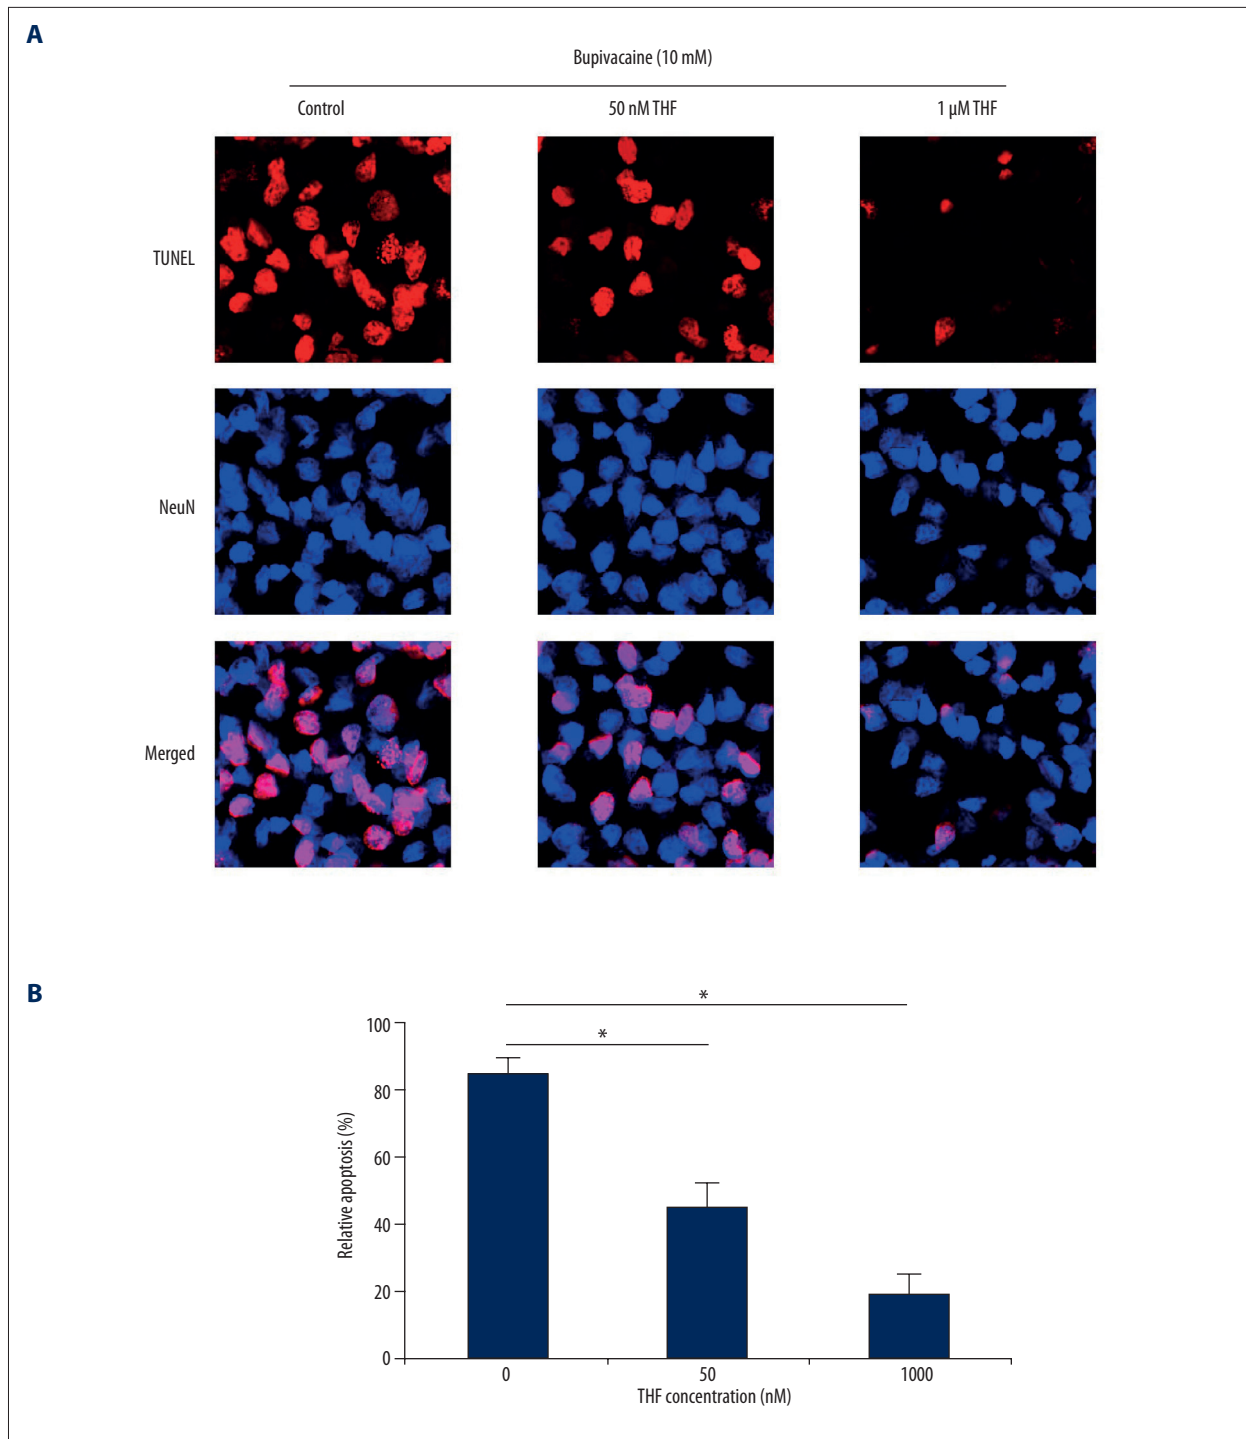 A
Bupivacaine (10 mM)
Control 50 nM THF 1 µM THF
TUNEL
NeuN
Merged
B
*
*
100
80
60
40
20
0
Relative apoptosis (%)
0 50 1000
THF concentration (nM)